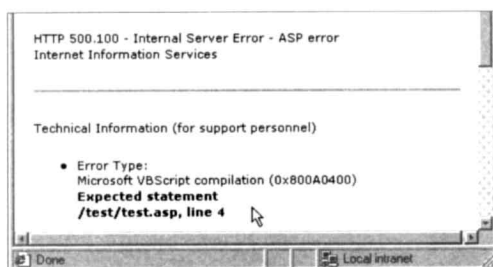 HTTP 500.100 - Internal Server Error - ASP error
Internet Information Services
Technical Information (for support personnel)
• Error Type:
Microsoft VBScript compilation (0x800A0400)
Expected statement
/test/test.asp, line 4
Done
Local intranet